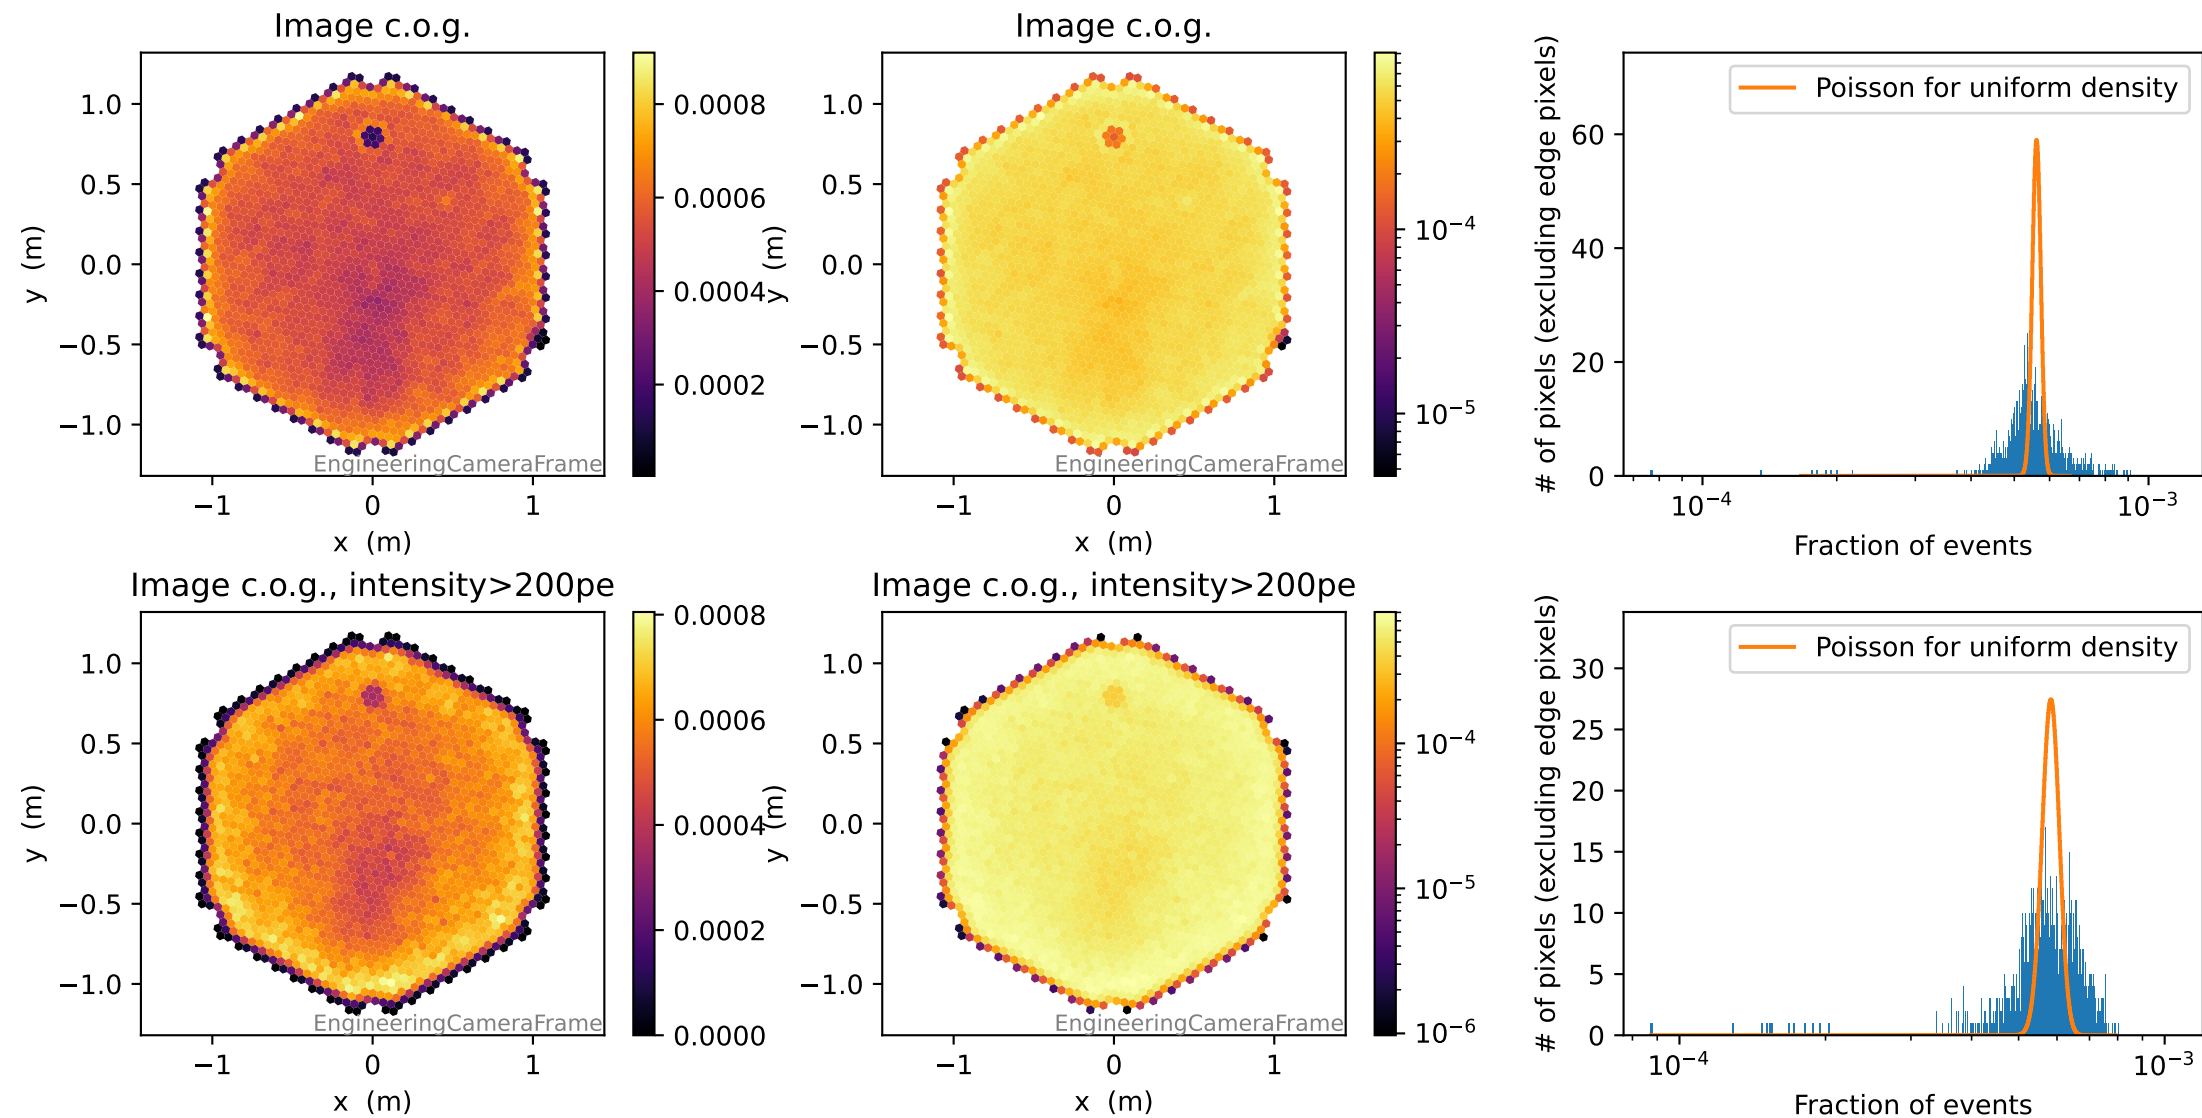 Image c.o.g.
1.0
0.5
0.0
−0.5
−1.0
y (m)
−1
0
1
x (m)
EngineeringCameraFrame
0.0008
0.0006
0.0004
0.0002
Image c.o.g.
1.0
0.5
0.0
−0.5
−1.0
y (m)
−1
0
1
x (m)
EngineeringCameraFrame
10⁻⁴
10⁻⁵
# of pixels (excluding edge pixels)
60
40
20
0
Poisson for uniform density
10⁻⁴
10⁻³
Fraction of events
Image c.o.g., intensity>200pe
1.0
0.5
0.0
−0.5
−1.0
y (m)
−1
0
1
x (m)
EngineeringCameraFrame
0.0008
0.0006
0.0004
0.0002
0.0000
Image c.o.g., intensity>200pe
1.0
0.5
0.0
−0.5
−1.0
y (m)
−1
0
1
x (m)
EngineeringCameraFrame
10⁻⁴
10⁻⁵
10⁻⁶
# of pixels (excluding edge pixels)
30
25
20
15
10
5
0
Poisson for uniform density
10⁻⁴
10⁻³
Fraction of events